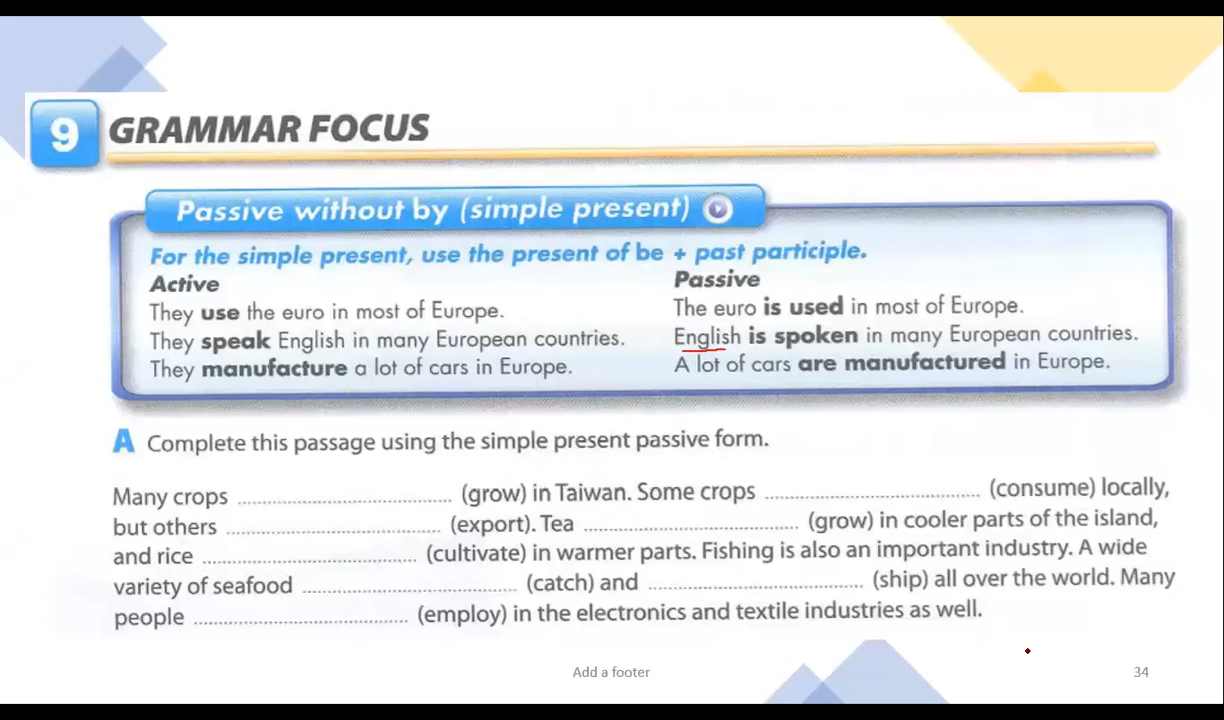 9 GRAMMAR FOCUS
Passive without by (simple present)
For the simple present, use the present of be + past participle.
Active
They use the euro in most of Europe.
They speak English in many European countries.
They manufacture a lot of cars in Europe.
Passive
The euro is used in most of Europe.
English is spoken in many European countries.
A lot of cars are manufactured in Europe.
A Complete this passage using the simple present passive form.
Many crops ........................................ (grow) in Taiwan. Some crops ........................................ (consume) locally,
but others ........................................ (export). Tea ........................................ (grow) in cooler parts of the island,
and rice ........................................ (cultivate) in warmer parts. Fishing is also an important industry. A wide
variety of seafood ........................................ (catch) and ........................................ (ship) all over the world. Many
people ........................................ (employ) in the electronics and textile industries as well.
Add a footer
34